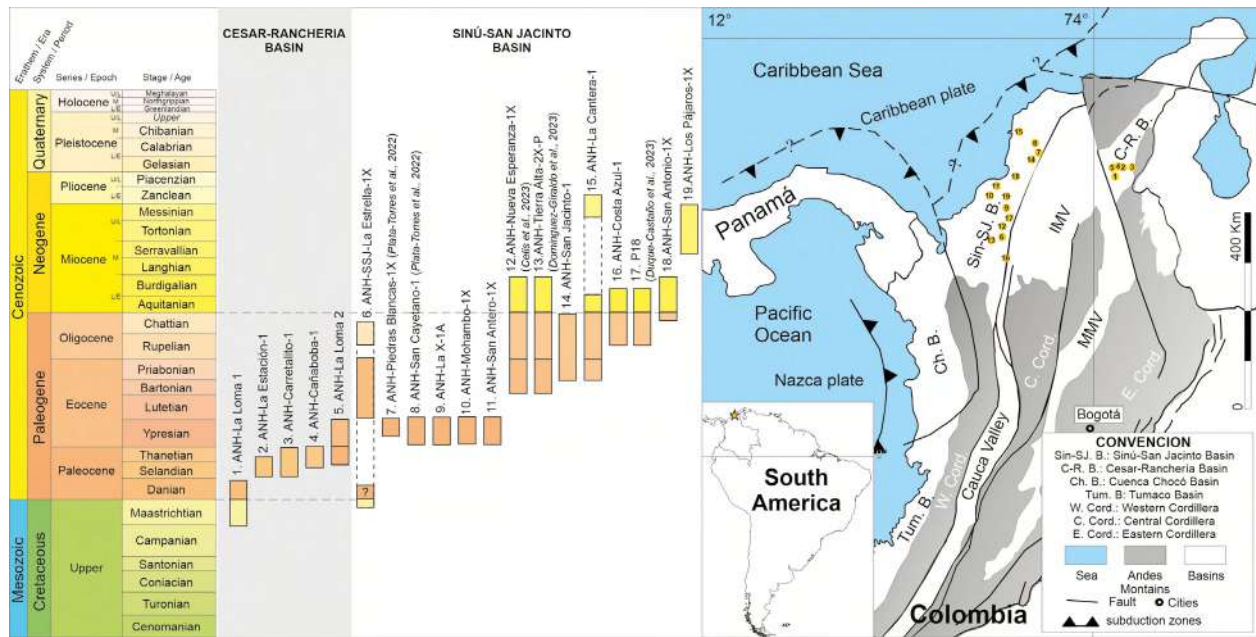 Erathem / Era
System / Period
Series / Epoch
Stage / Age
CESAR-RANCHERIA
BASIN
SINÚ-SAN JACINTO
BASIN
Cenozoic
Mesozoic
Quaternary
Neogene
Paleogene
Cretaceous
Holocene
U/L
M
L/E
Meghalayan
Northgrippian
Greenlandian
Pleistocene
U/L
M
L/E
Upper
Chibanian
Calabrian
Gelasian
Pliocene
U/L
L/E
Piacenzian
Zanclean
Miocene
U/L
M
L/E
Messinian
Tortonian
Serravallian
Langhian
Burdigalian
Aquitanian
Oligocene
Chattian
Rupelian
Eocene
Priabonian
Bartonian
Lutetian
Ypresian
Paleocene
Thanetian
Selandian
Danian
Upper
Maastrichtian
Campanian
Santonian
Coniacian
Turonian
Cenomanian
1. ANH-La Loma 1
2. ANH-La Estación-1
3. ANH-Carretalito-1
4. ANH-Cañaboba-1
5. ANH-La Loma 2
6. ANH-SSJ-La Estrella-1X
?
7. ANH-Piedras Blancas-1X (Plata-Torres et al., 2022)
8. ANH-San Cayetano-1 (Plata-Torres et al., 2022)
9. ANH-La X-1A
10. ANH-Mohambo-1X
11. ANH-San Antero-1X
12. ANH-Nueva Esperanza-1X
(Celis et al., 2023)
13. ANH-Tierra Alta-2X-P
(Dominguez-Giraldo et al., 2023)
14. ANH-San Jacinto-1
15. ANH-La Cantera-1
16. ANH-Costa Azul-1
17. P18
(Duque-Castaño et al., 2023)
18. ANH-San Antonio-1X
19. ANH-Los Pájaros-1X
12°
74°
Caribbean Sea
Caribbean plate
?
?
?
Panamá
Pacific
Ocean
Nazca plate
Sin-SJ. B.
C-R. B.
IMV
MMV
Ch. B.
Tum. B.
W. Cord.
Cauca Valley
C. Cord.
E. Cord.
Bogotá
Colombia
400 Km
0
South
America
CONVENCION
Sin-SJ. B.: Sinú-San Jacinto Basin
C-R. B.: Cesar-Rancheria Basin
Ch. B.: Cuenca Chocó Basin
Tum. B: Tumaco Basin
W. Cord.: Western Cordillera
C. Cord.: Central Cordillera
E. Cord.: Eastern Cordillera
Sea
Andes
Montains
Basins
Fault
Cities
subduction zones